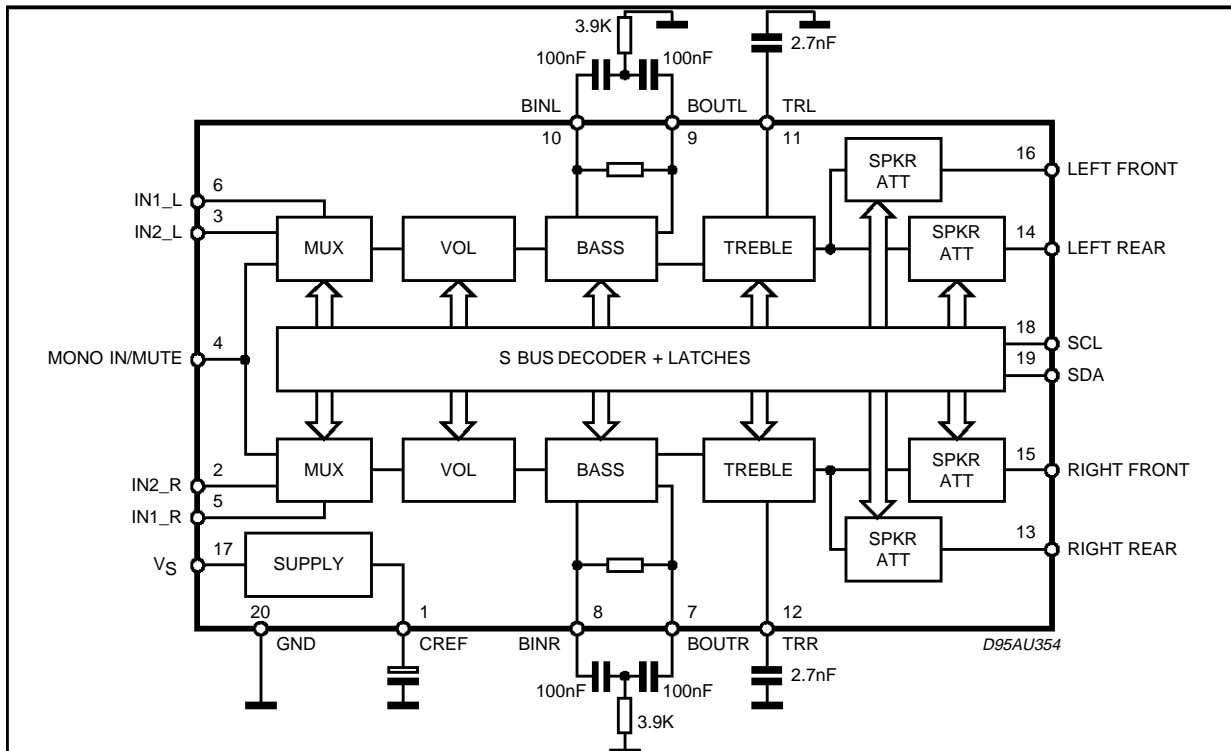 3.9K
100nF 100nF
2.7nF
BINL BOUTL TRL
10 9 11
SPKR ATT
16
LEFT FRONT
6
IN1_L
3
IN2_L
MUX VOL BASS TREBLE
SPKR ATT
14
LEFT REAR
18
SCL
4
MONO IN/MUTE
S BUS DECODER + LATCHES
19
SDA
MUX VOL BASS TREBLE
SPKR ATT
15
RIGHT FRONT
2
IN2_R
5
IN1_R
SPKR ATT
13
RIGHT REAR
17
VS
SUPPLY
20 1 8 7 12
GND CREF BINR BOUTR TRR
D95AU354
100nF 100nF
2.7nF
3.9K